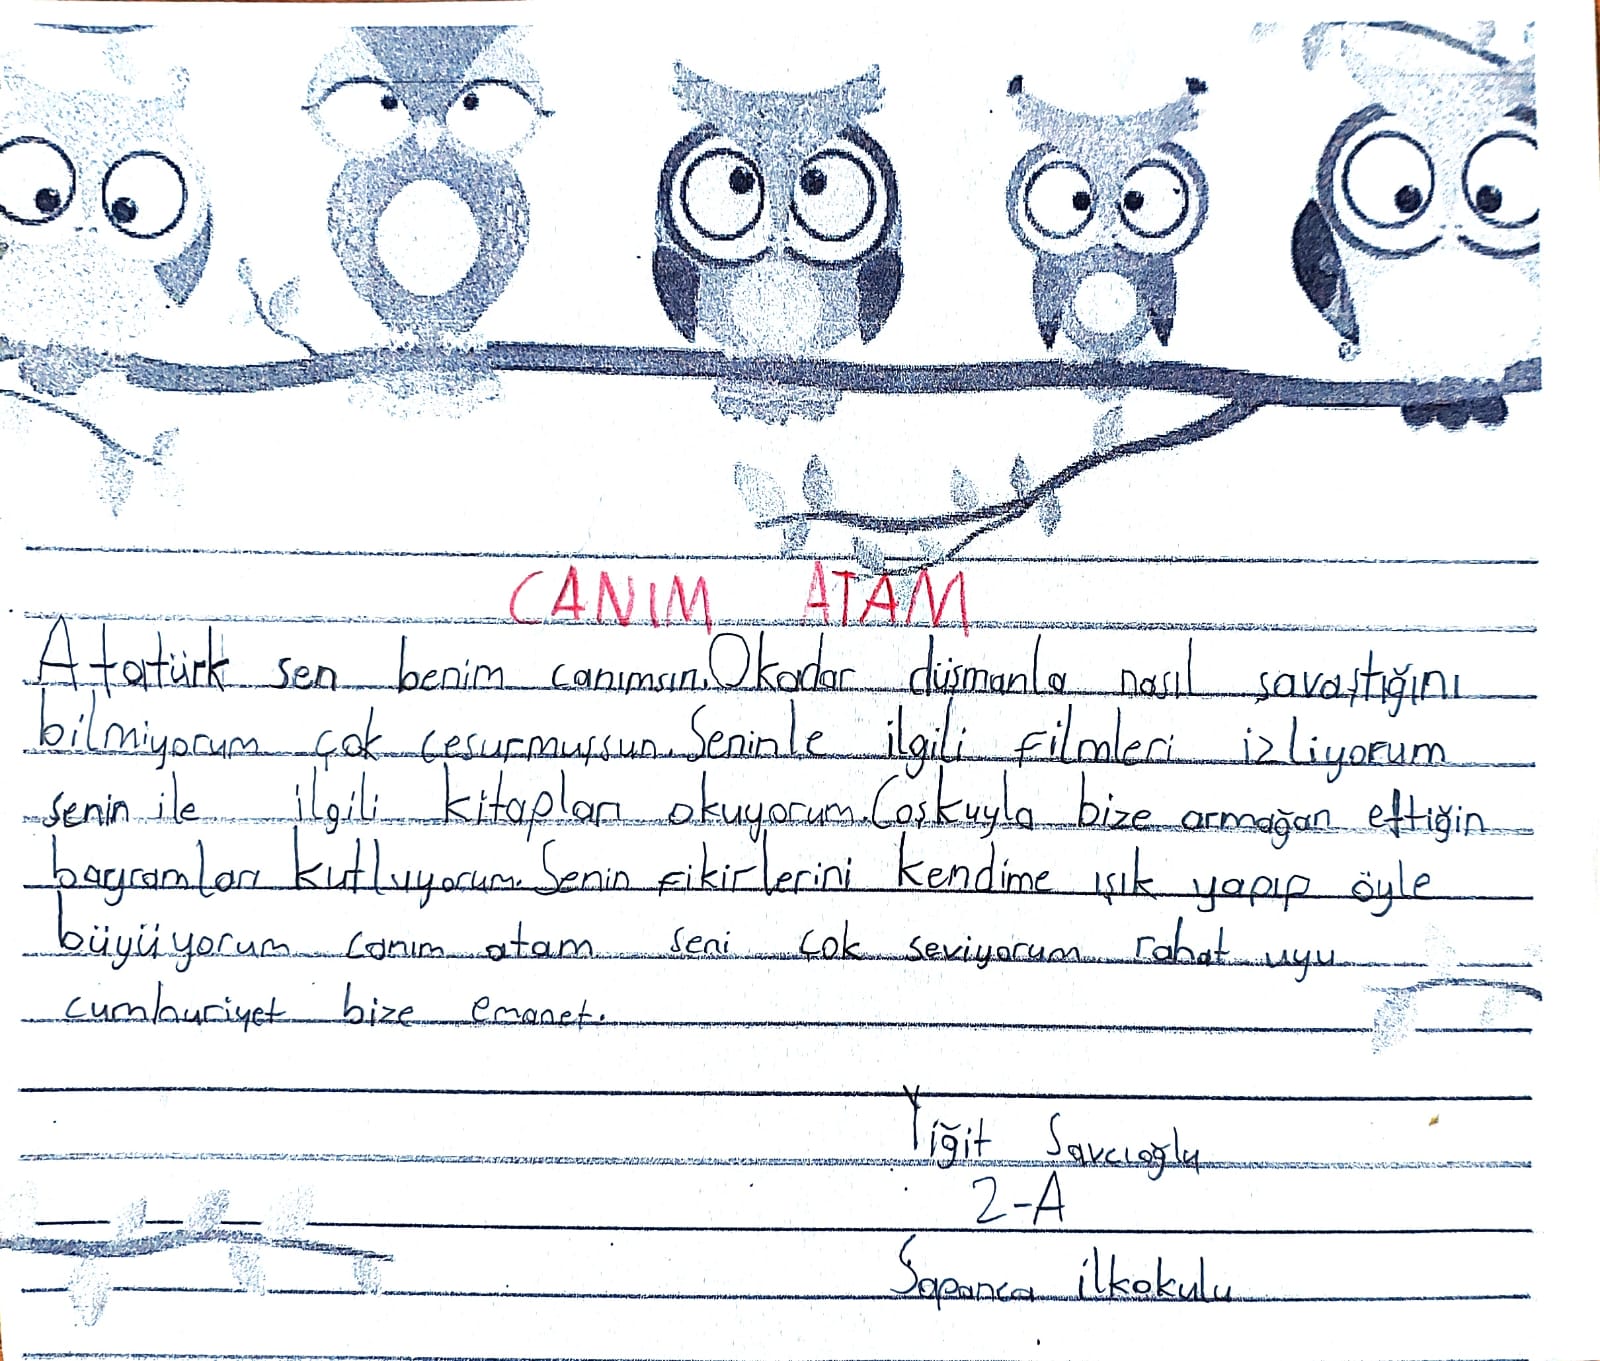 CANIM ATAM
Atatürk sen benim canımsın. Okadar düşmanla nasıl savaştığını
bilmiyorum çok cesurmuşsun. Seninle ilgili filmleri izliyorum
senin ile ilgili kitapları okuyorum. Coşkuyla bize armağan ettiğin
bayramları kutluyorum. Senin fikirlerini kendime ışık yapıp öyle
büyüyorum canım atam seni çok seviyorum rahat uyu
cumhuriyet bize emanet.
Yiğit Savcıoğlu
2-A
Sapanca ilkokulu